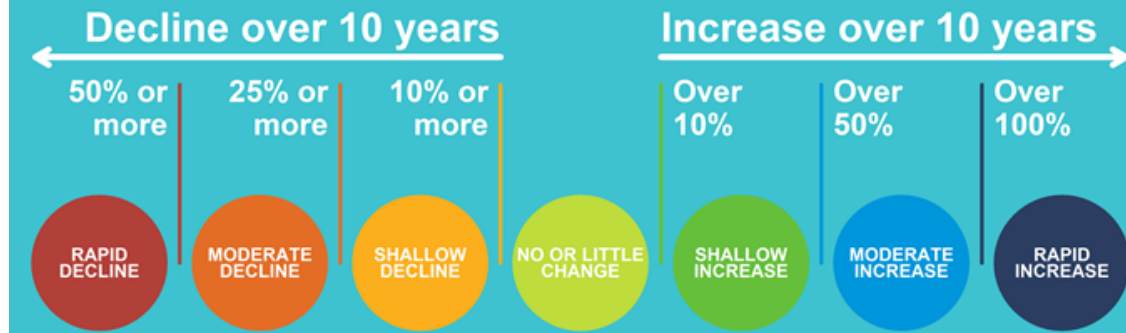 Decline over 10 years
Increase over 10 years
50% or
more
25% or
more
10% or
more
Over
10%
Over
50%
Over
100%
RAPID
DECLINE
MODERATE
DECLINE
SHALLOW
DECLINE
NO OR LITTLE
CHANGE
SHALLOW
INCREASE
MODERATE
INCREASE
RAPID
INCREASE